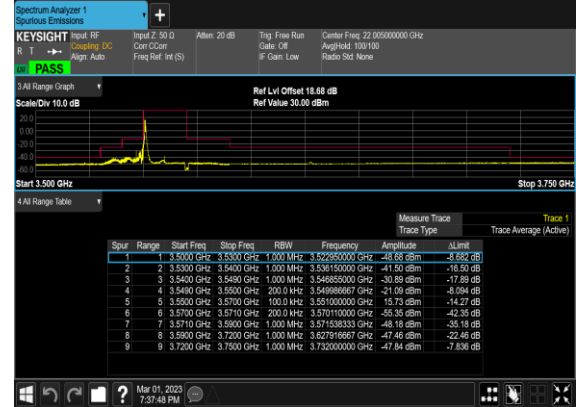 Spectrum Analyzer 1
Spurious Emissions
KEYSIGHT Input: RF Input Z: 50 Ω Atten: 20 dB Trig: Free Run Center Freq: 22.005000000 GHz
R T Coupling: DC Corr CCorr Gate: Off Avg|Hold: 100/100
Align: Auto Freq Ref: Int (S) IF Gain: Low Radio Std: None
LXI PASS
3 All Range Graph
Ref Lvl Offset 18.68 dB
Scale/Div 10.0 dB Ref Value 30.00 dBm
20.0
0.00
-20.0
-40.0
-60.0
Start 3.500 GHz Stop 3.750 GHz
4 All Range Table
Measure Trace Trace 1
Trace Type Trace Average (Active)
Spur Range Start Freq Stop Freq RBW Frequency Amplitude ΔLimit
1 1 3.5000 GHz 3.5300 GHz 1.000 MHz 3.522950000 GHz -48.68 dBm -8.682 dB
2 2 3.5300 GHz 3.5400 GHz 1.000 MHz 3.536150000 GHz -41.50 dBm -16.50 dB
3 3 3.5400 GHz 3.5490 GHz 1.000 MHz 3.546855000 GHz -30.89 dBm -17.89 dB
4 4 3.5490 GHz 3.5500 GHz 200.0 kHz 3.549986667 GHz -21.09 dBm -8.094 dB
5 5 3.5500 GHz 3.5700 GHz 100.0 kHz 3.551000000 GHz 15.73 dBm -14.27 dB
6 6 3.5700 GHz 3.5710 GHz 200.0 kHz 3.570110000 GHz -55.35 dBm -42.35 dB
7 7 3.5710 GHz 3.5900 GHz 1.000 MHz 3.571538333 GHz -48.18 dBm -35.18 dB
8 8 3.5900 GHz 3.7200 GHz 1.000 MHz 3.627916667 GHz -47.46 dBm -22.46 dB
9 9 3.7200 GHz 3.7500 GHz 1.000 MHz 3.732000000 GHz -47.84 dBm -7.836 dB
Mar 01, 2023
7:37:48 PM